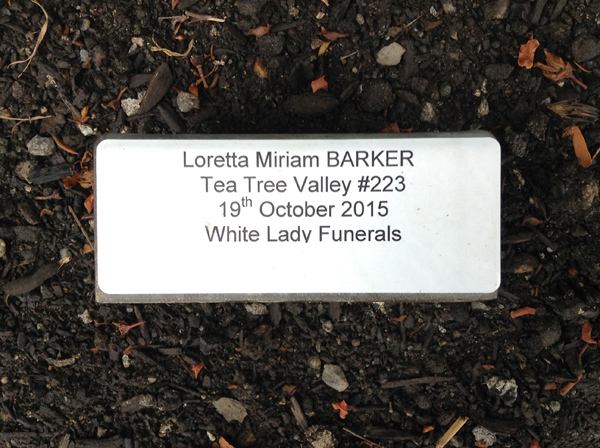 Loretta Miriam BARKER
Tea Tree Valley #223
19th October 2015
White Lady Funerals